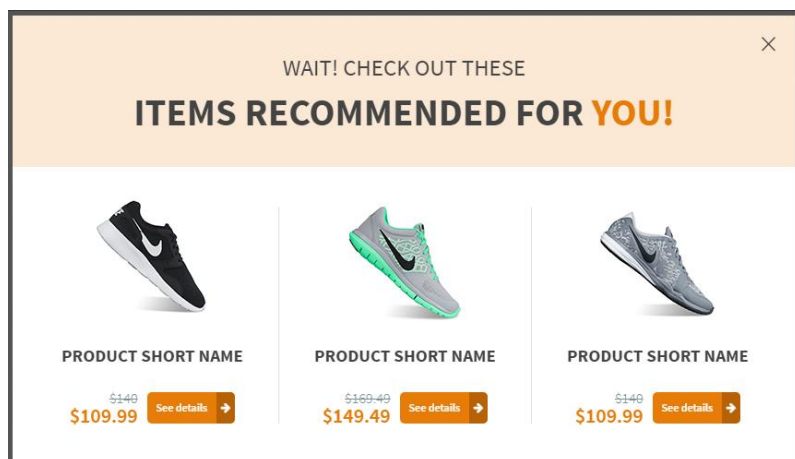 WAIT! CHECK OUT THESE
ITEMS RECOMMENDED FOR YOU!
PRODUCT SHORT NAME
$140
$109.99
See details
PRODUCT SHORT NAME
$169.49
$149.49
See details
PRODUCT SHORT NAME
$140
$109.99
See details